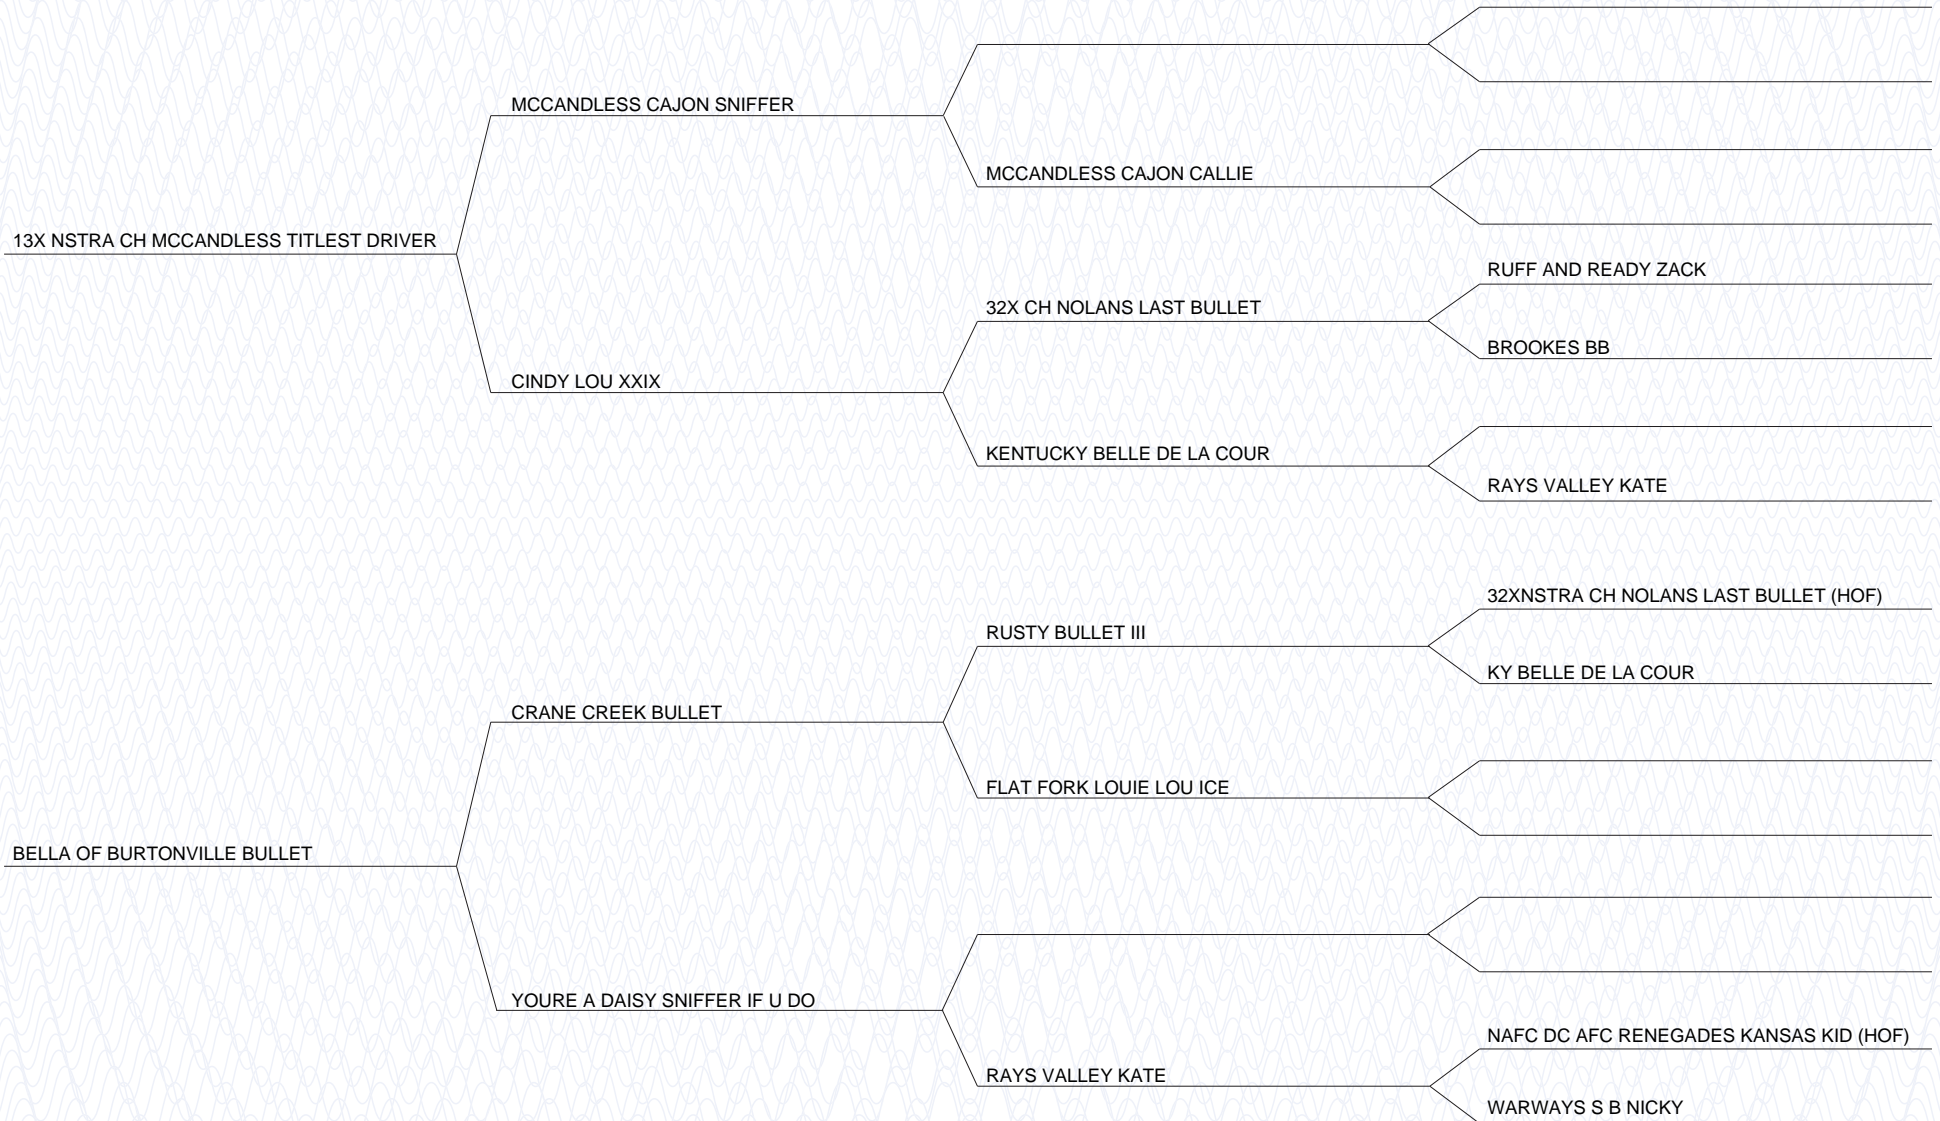 MCCANDLESS CAJON SNIFFER
MCCANDLESS CAJON CALLIE
13X NSTRA CH MCCANDLESS TITLEST DRIVER
RUFF AND READY ZACK
32X CH NOLANS LAST BULLET
BROOKES BB
CINDY LOU XXIX
KENTUCKY BELLE DE LA COUR
RAYS VALLEY KATE
32XNSTRA CH NOLANS LAST BULLET (HOF)
RUSTY BULLET III
KY BELLE DE LA COUR
CRANE CREEK BULLET
FLAT FORK LOUIE LOU ICE
BELLA OF BURTONVILLE BULLET
YOURE A DAISY SNIFFER IF U DO
NAFC DC AFC RENEGADES KANSAS KID (HOF)
RAYS VALLEY KATE
WARWAYS S B NICKY